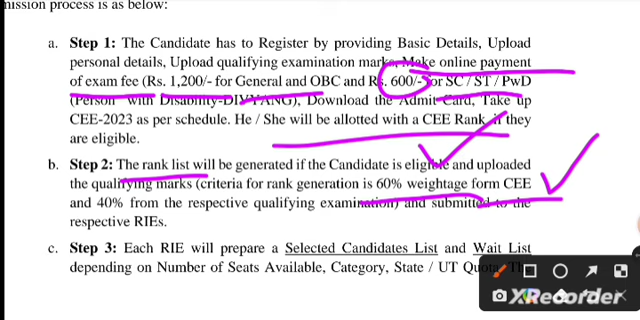 mission process is as below:
a. Step 1: The Candidate has to Register by providing Basic Details, Upload
personal details, Upload qualifying examination marks, Make online payment
of exam fee (Rs. 1,200/- for General and OBC and Rs. 600/- for SC / ST / PwD
(Person with Disability-DIVYANG), Download the Admit Card, Take up
CEE-2023 as per schedule. He / She will be allotted with a CEE Rank if they
are eligible.
b. Step 2: The rank list will be generated if the Candidate is eligible and uploaded
the qualifying marks (criteria for rank generation is 60% weightage form CEE
and 40% from the respective qualifying examination) and submitted to the
respective RIEs.
c. Step 3: Each RIE will prepare a Selected Candidates List and Wait List
depending on Number of Seats Available, Category, State / UT
XRecorder